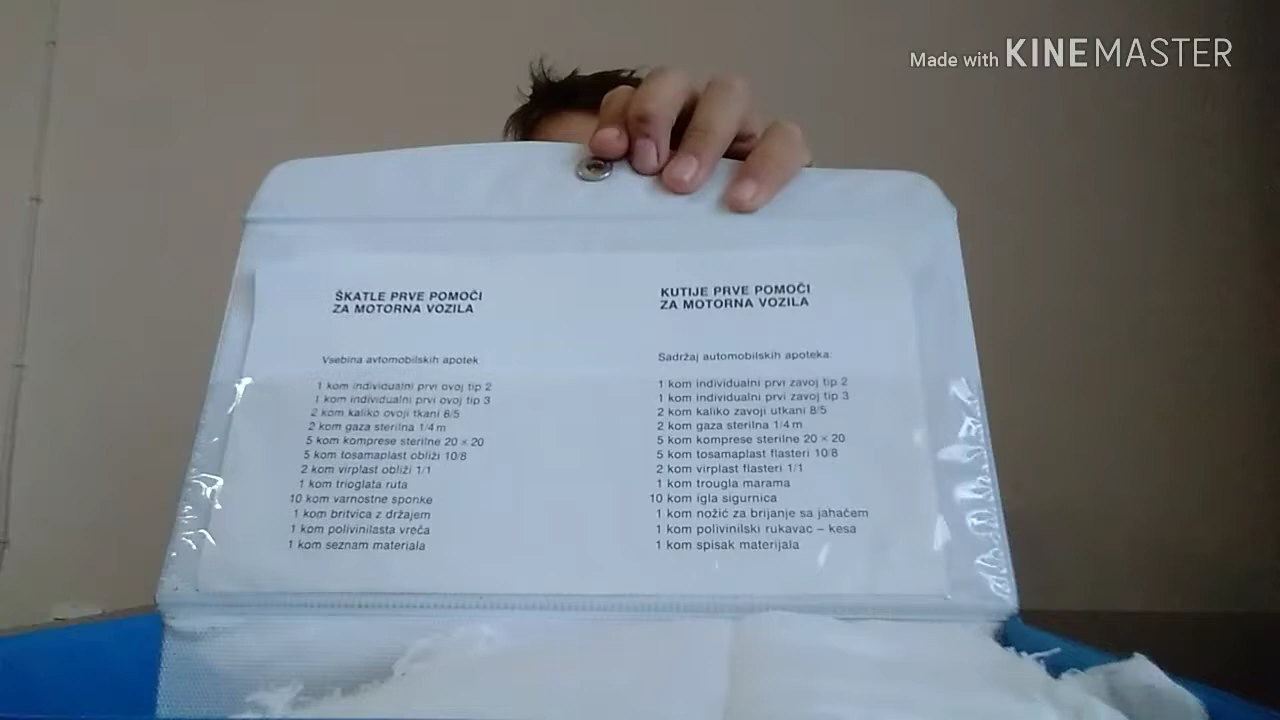 Made with KINEMASTER
ŠKATLE PRVE POMOČI
ZA MOTORNA VOZILA
Vsebina avtomobilskih apotek
1 kom individualni prvi ovoj tip 2
1 kom individualni prvi ovoj tip 3
2 kom kaliko ovoji tkani 8/5
2 kom gaza sterilna 1/4 m
5 kom komprese sterilne 20 × 20
5 kom tosamaplast obliži 10/8
2 kom virplast obliži 1/1
1 kom trioglata ruta
10 kom varnostne sponke
1 kom britvica z držajem
1 kom polivinilasta vreča
1 kom seznam materiala
KUTIJE PRVE POMOČI
ZA MOTORNA VOZILA
Sadržaj automobilskih apoteka:
1 kom individualni prvi zavoj tip 2
1 kom individualni prvi zavoj tip 3
2 kom kaliko zavoji utkani 8/5
2 kom gaza sterilna 1/4 m
5 kom komprese sterilne 20 × 20
5 kom tosamaplast flasteri 10/8
2 kom virplast flasteri 1/1
1 kom trougla marama
10 kom igla sigurnica
1 kom nožić za brijanje sa jahačem
1 kom polivinilski rukavac – kesa
1 kom spisak materijala